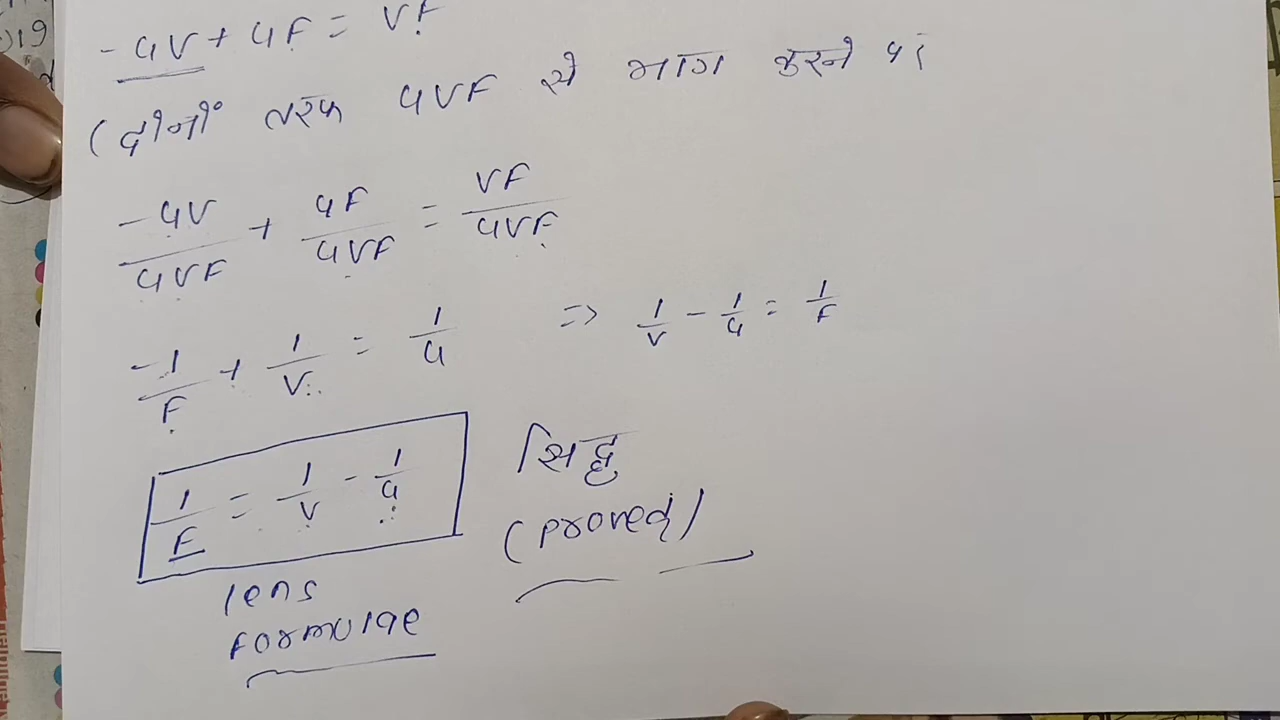 - uv + uF = vF
( दोनों तरफ uvF से भाग करने पर
-uv/uvF + uF/uvF = vF/uvF
-1/F + 1/v = 1/u => 1/v - 1/u = 1/F
1/F = 1/v - 1/u सिद्ध
(proved)
lens
Formulae